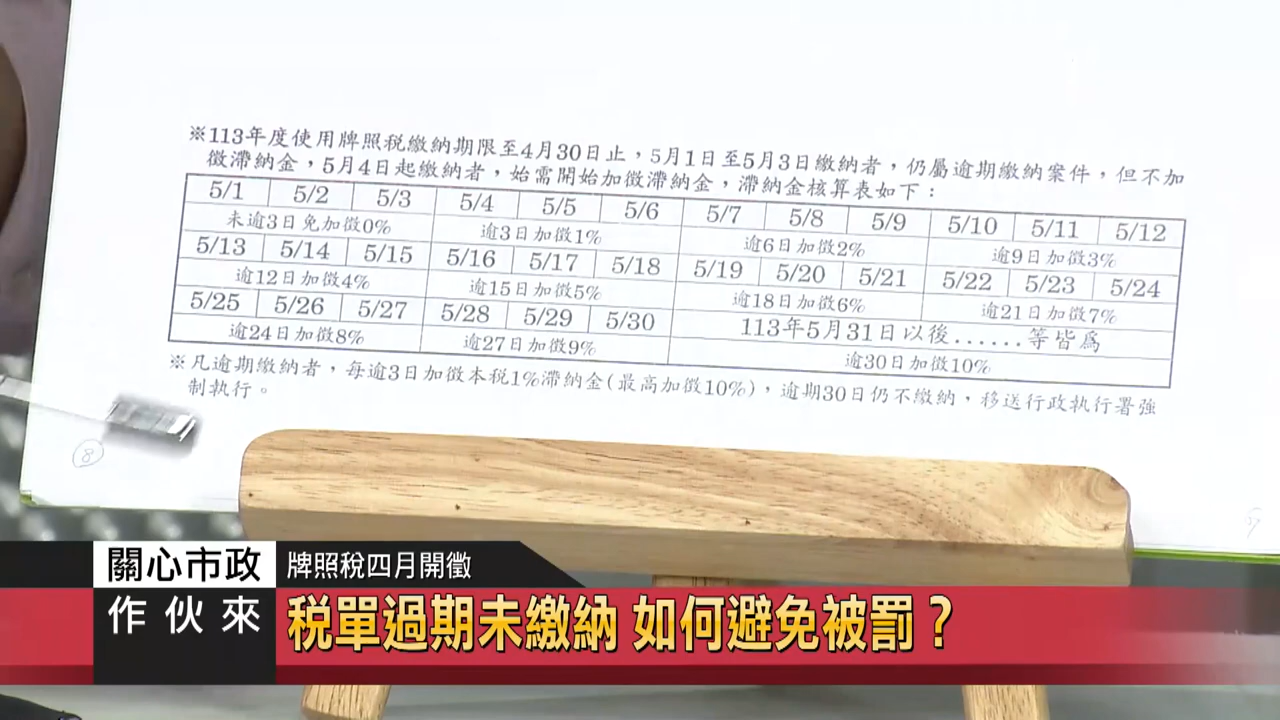 ※113年度使用牌照税繳納期限至4月30日止，5月1日至5月3日繳納者，仍屬逾期繳納案件，但不加
徵滯納金，5月4日起繳納者，始需開始加徵滯納金，滯納金核算表如下：
5/1 5/2 5/3 5/4 5/5 5/6 5/7 5/8 5/9 5/10 5/11 5/12
未逾3日免加徵0% 逾3日加徵1% 逾6日加徵2% 逾9日加徵3%
5/13 5/14 5/15 5/16 5/17 5/18 5/19 5/20 5/21 5/22 5/23 5/24
逾12日加徵4% 逾15日加徵5% 逾18日加徵6% 逾21日加徵7%
5/25 5/26 5/27 5/28 5/29 5/30 113年5月31日以後......等皆為
逾24日加徵8% 逾27日加徵9% 逾30日加徵10%
※凡逾期繳納者，每逾3日加徵本税1%滯納金(最高加徵10%)，逾期30日仍不繳納，移送行政執行署強
制執行。
8
關心市政 牌照稅四月開徵
作伙來 稅單過期未繳納 如何避免被罰？